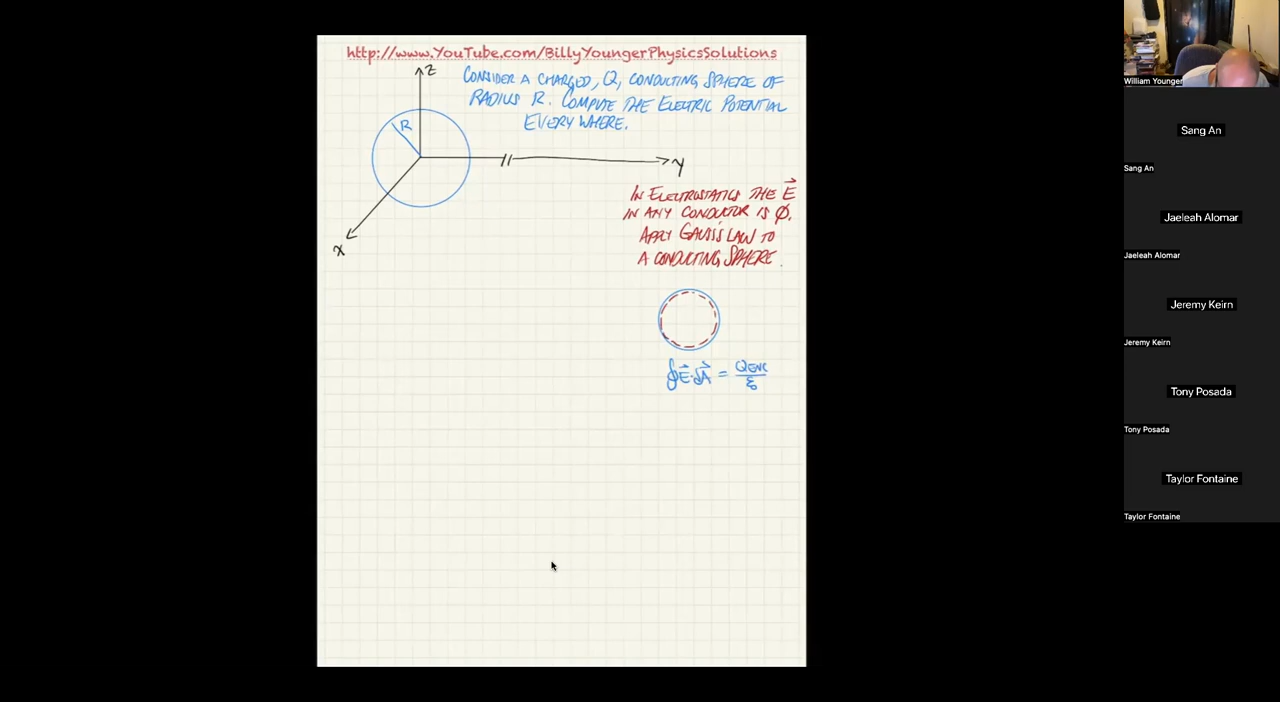 http://www.YouTube.com/BillyYoungerPhysicsSolutions
CONSIDER A CHARGED, Q, CONDUCTING SPHERE OF
RADIUS R. COMPUTE THE ELECTRIC POTENTIAL
EVERYWHERE.
z
R
y
x
IN ELECTROSTATICS THE E⃗
IN ANY CONDUCTOR IS Ø.
APPLY GAUSS'S LAW TO
A CONDUCTING SPHERE.
∮E⃗·dA⃗ = QENC/ε₀
William Younger
Sang An
Sang An
Jaeleah Alomar
Jaeleah Alomar
Jeremy Keirn
Jeremy Keirn
Tony Posada
Tony Posada
Taylor Fontaine
Taylor Fontaine